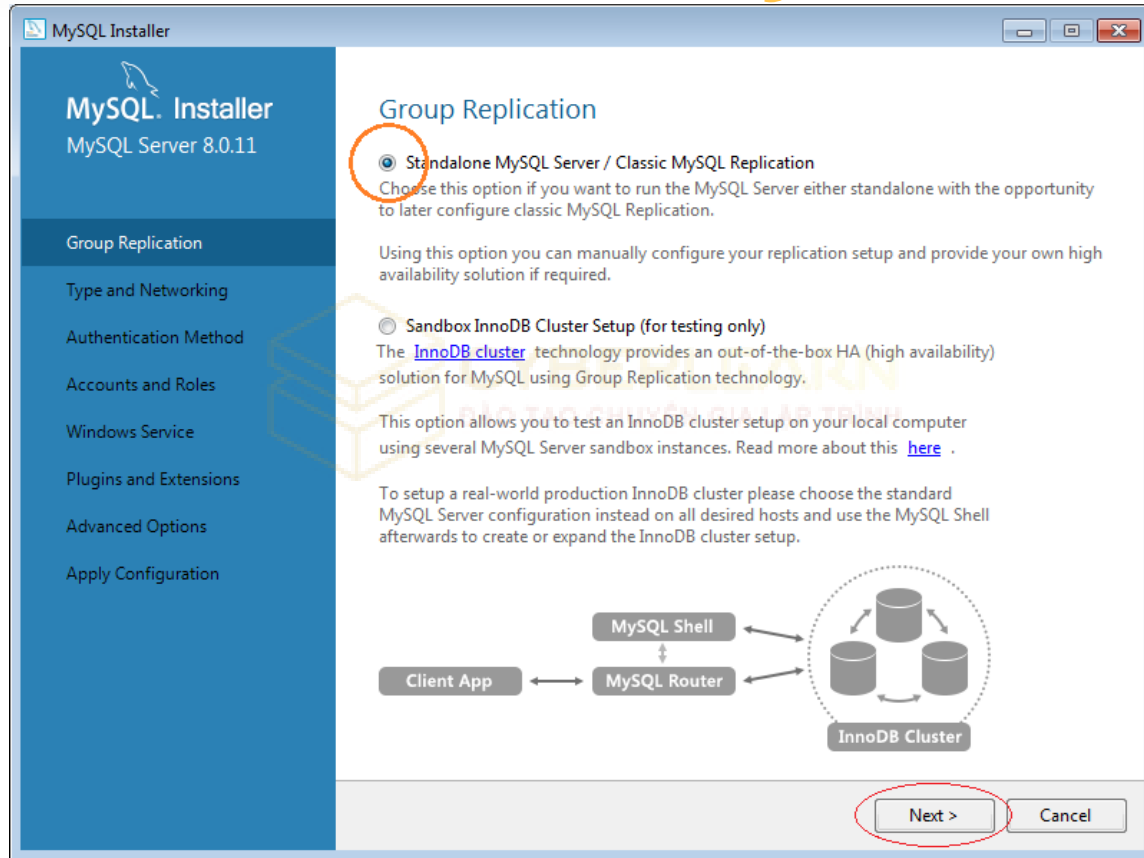 MySQL Installer
MySQL. Installer
MySQL Server 8.0.11
Group Replication
Type and Networking
Authentication Method
Accounts and Roles
Windows Service
Plugins and Extensions
Advanced Options
Apply Configuration
Group Replication
Standalone MySQL Server / Classic MySQL Replication
Choose this option if you want to run the MySQL Server either standalone with the opportunity
to later configure classic MySQL Replication.
Using this option you can manually configure your replication setup and provide your own high
availability solution if required.
Sandbox InnoDB Cluster Setup (for testing only)
The InnoDB cluster technology provides an out-of-the-box HA (high availability)
solution for MySQL using Group Replication technology.
CYBERLEARN
ĐÀO TẠO CHUYÊN GIA LẬP TRÌNH
This option allows you to test an InnoDB cluster setup on your local computer
using several MySQL Server sandbox instances. Read more about this here .
To setup a real-world production InnoDB cluster please choose the standard
MySQL Server configuration instead on all desired hosts and use the MySQL Shell
afterwards to create or expand the InnoDB cluster setup.
MySQL Shell
Client App
MySQL Router
InnoDB Cluster
Next >
Cancel